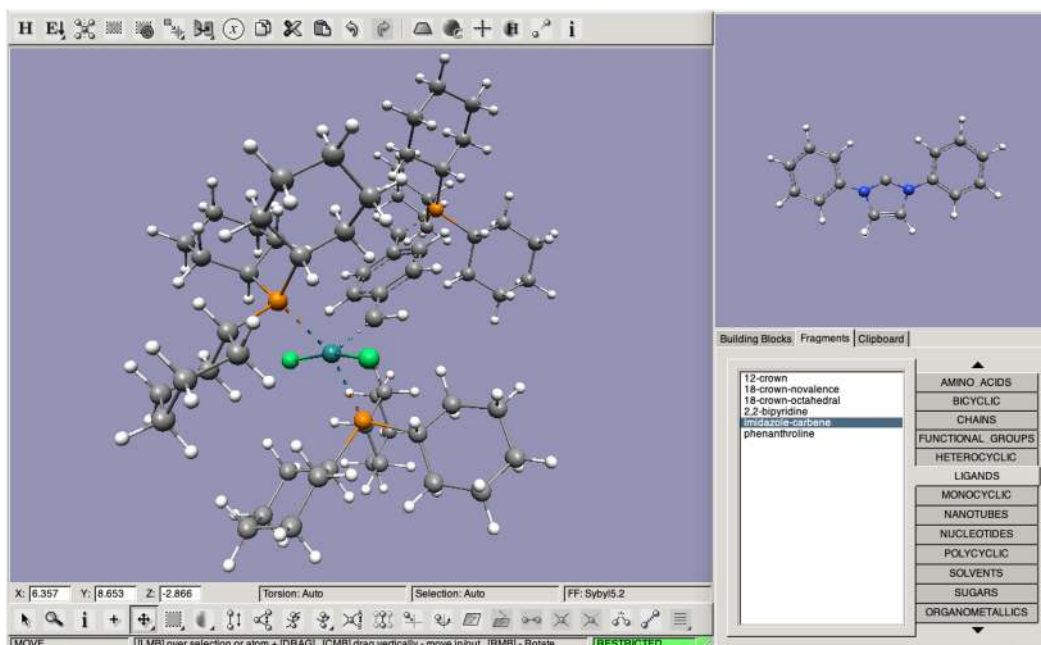 H E↓ x i
Building Blocks Fragments Clipboard
12-crown
18-crown-novalence
18-crown-octahedral
2,2-bipyridine
imidazole-carbene
phenanthroline
AMINO_ACIDS
BICYCLIC
CHAINS
FUNCTIONAL_GROUPS
HETEROCYCLIC
LIGANDS
MONOCYCLIC
NANOTUBES
NUCLEOTIDES
POLYCYCLIC
SOLVENTS
SUGARS
ORGANOMETALLICS
X: 6.357 Y: 8.653 Z: -2.866 Torsion: Auto Selection: Auto FF: Sybyl5.2
i
MOVE [LMB] over selection or atom + [DRAG] [CMB] drag vertically - move in/out [RMB] - Rotate RESTRICTED